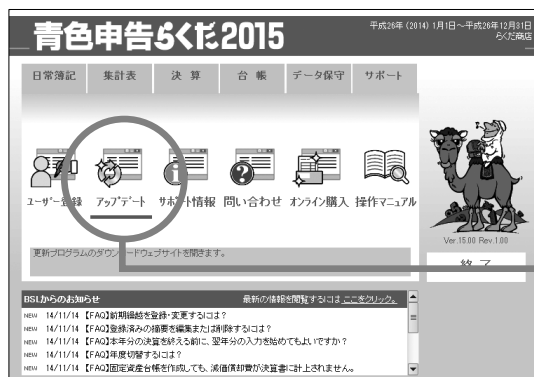 青色申告らくだ2015
平成26年 (2014) 1月1日～平成26年12月31日
らくだ商店
日常簿記 集計表 決 算 台 帳 データ保守 サポート
ユーザー登録 アップデート サポート情報 問い合わせ オンライン購入 操作マニュアル
更新プログラムのダウンロードウェブサイトを開きます。
Ver.15.00 Rev.1.00
終 了
BSLからのお知らせ 最新の情報を閲覧するには ここをクリック。
NEW 14/11/14 【FAQ】前期繰越を登録・変更するには？
NEW 14/11/14 【FAQ】登録済みの摘要を編集または削除するには？
NEW 14/11/14 【FAQ】本年分の決算を終える前に、翌年分の入力を始めてもよいですか？
NEW 14/11/14 【FAQ】年度切替するには？
NEW 14/11/14 【FAQ】固定資産台帳を作成しても、減価償却費が決算書に計上されません。